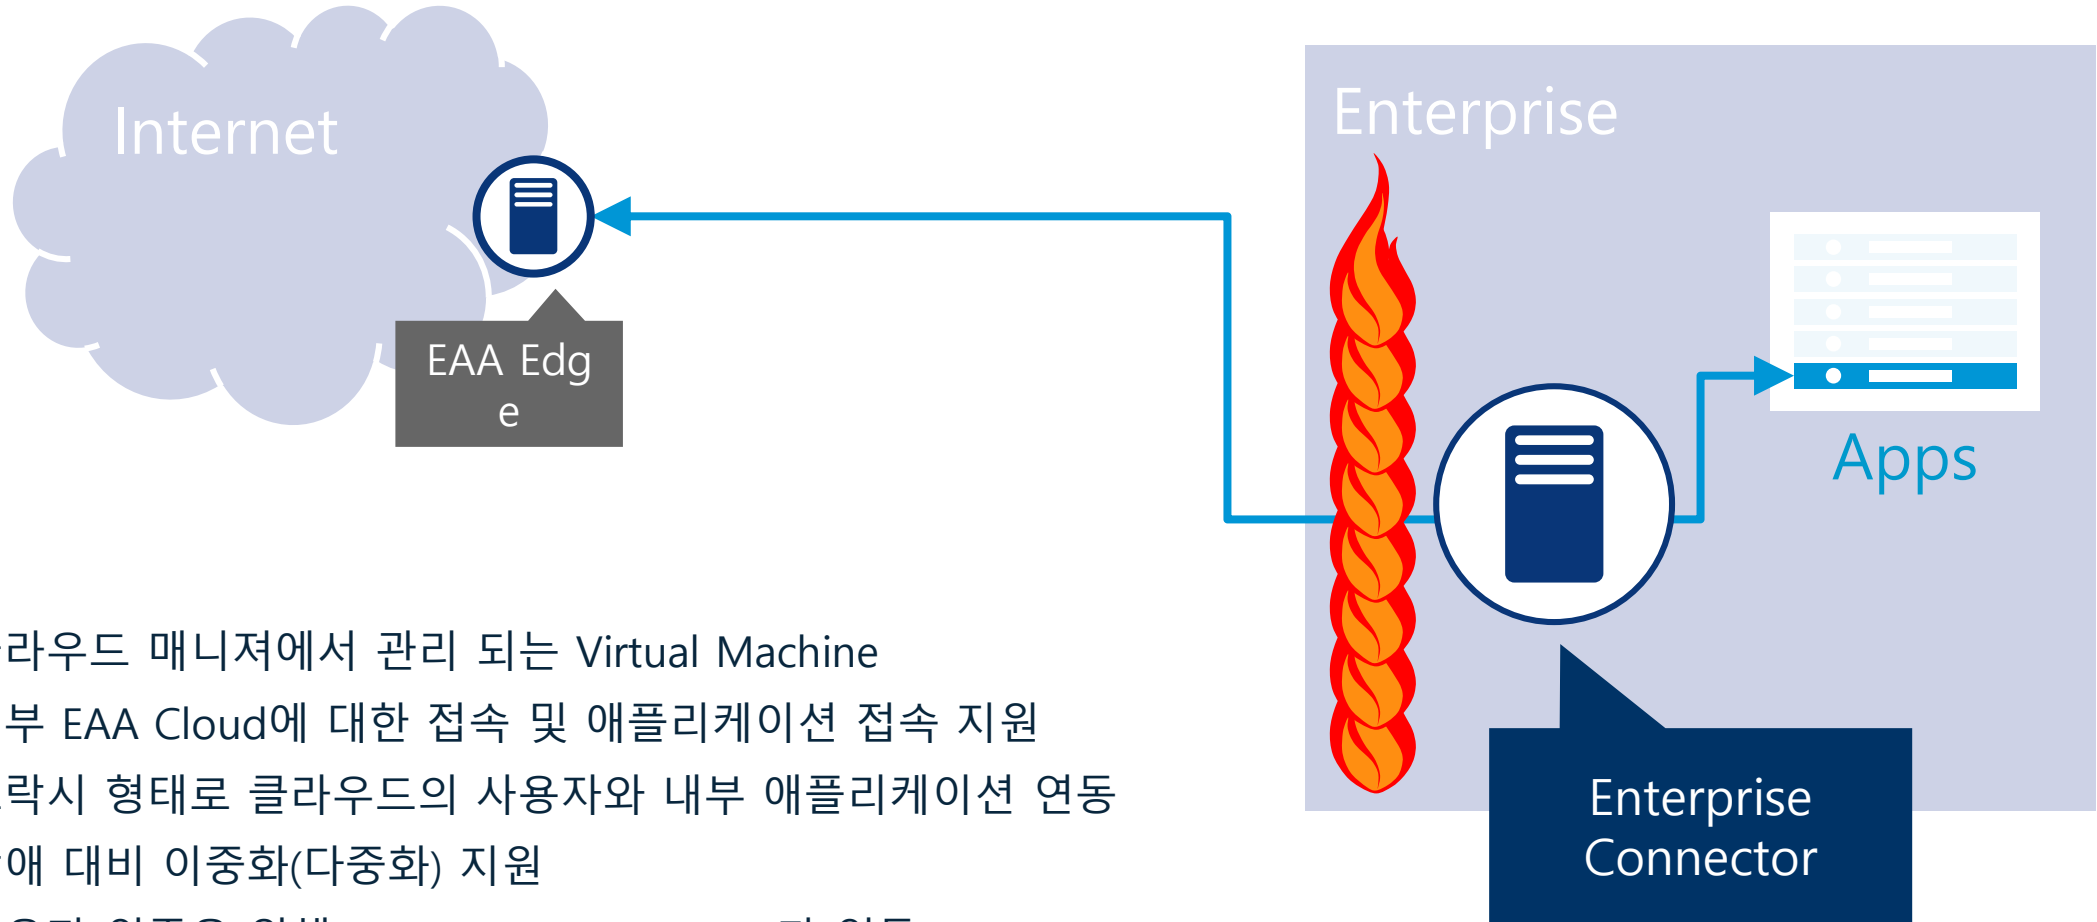 Internet
Enterprise
EAA Edg
e
Apps
라우드 매니져에서 관리 되는 Virtual Machine
부 EAA Cloud에 대한 접속 및 애플리케이션 접속 지원
락시 형태로 클라우드의 사용자와 내부 애플리케이션 연동
애 대비 이중화(다중화) 지원
Enterprise
Connector